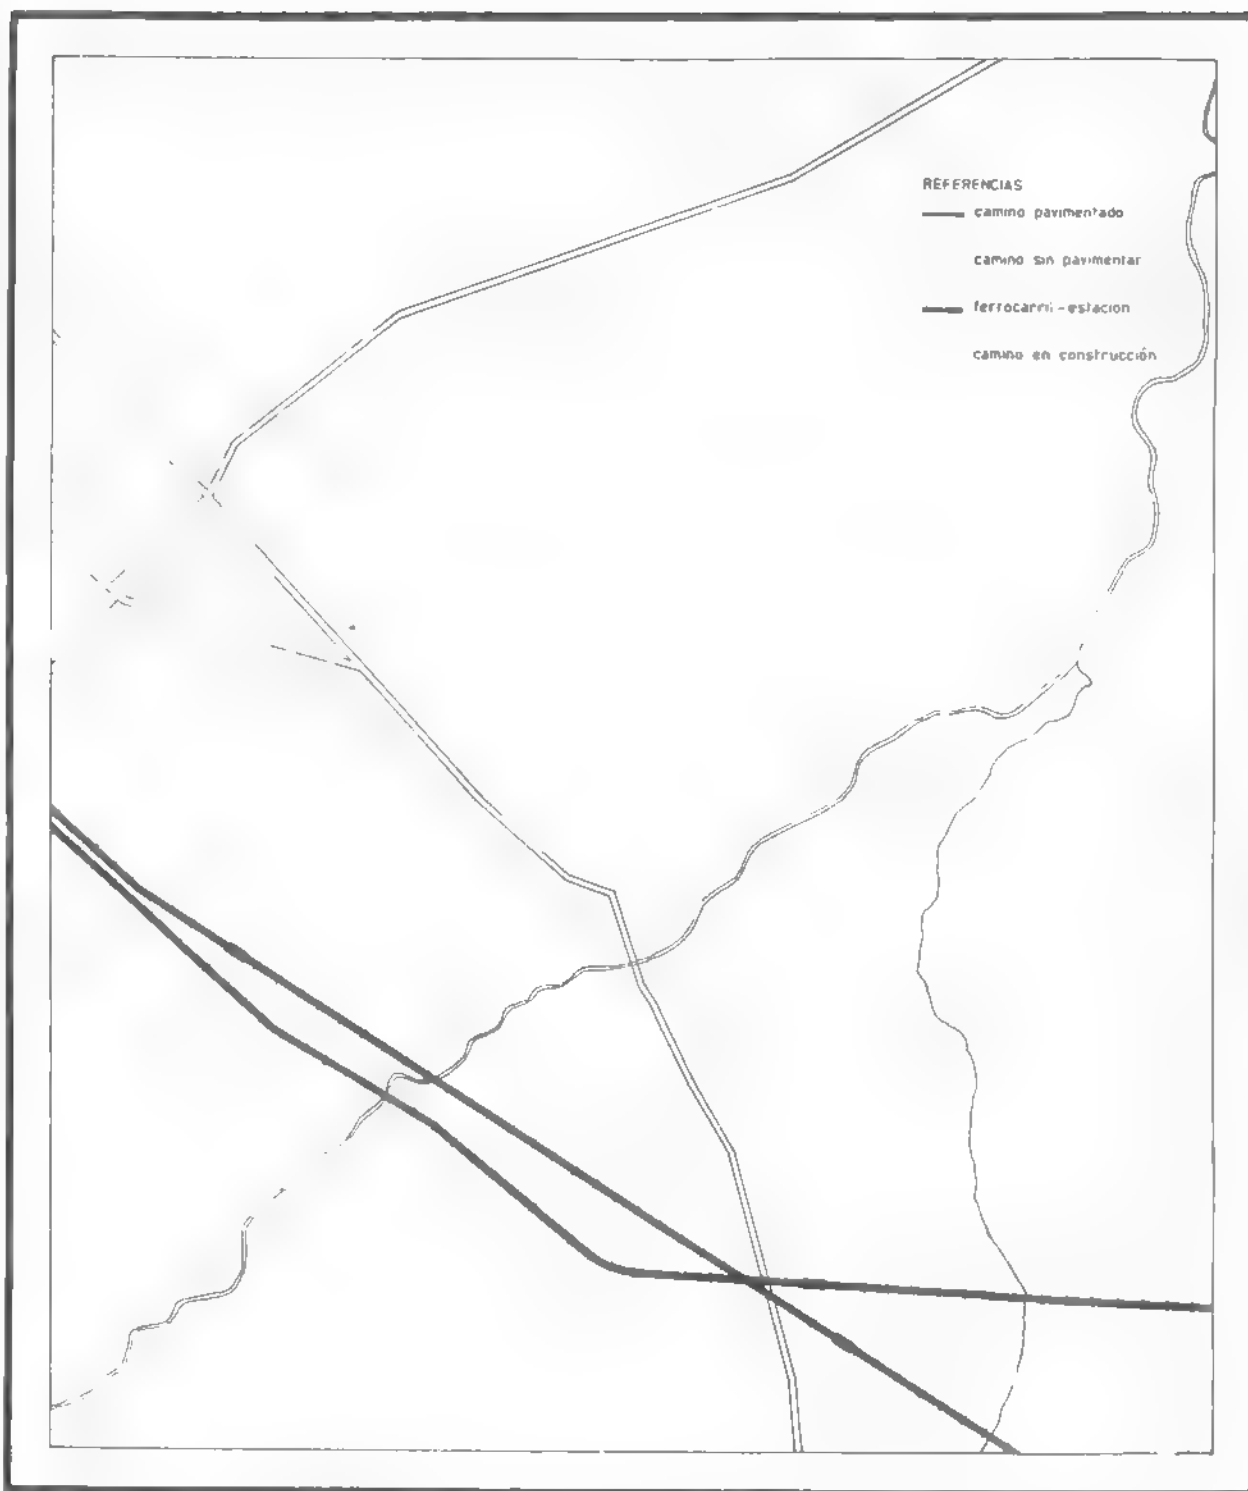 REFERENCIAS
camino pavimentado
camino sin pavimentar
ferrocarril - estacion
camino en construcción